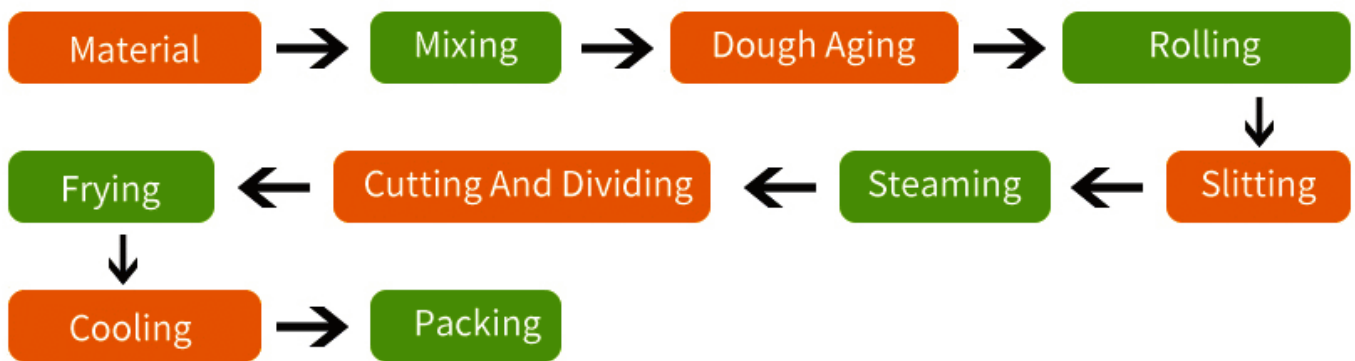 Material
Mixing
Dough Aging
Rolling
Slitting
Steaming
Cutting And Dividing
Frying
Cooling
Packing